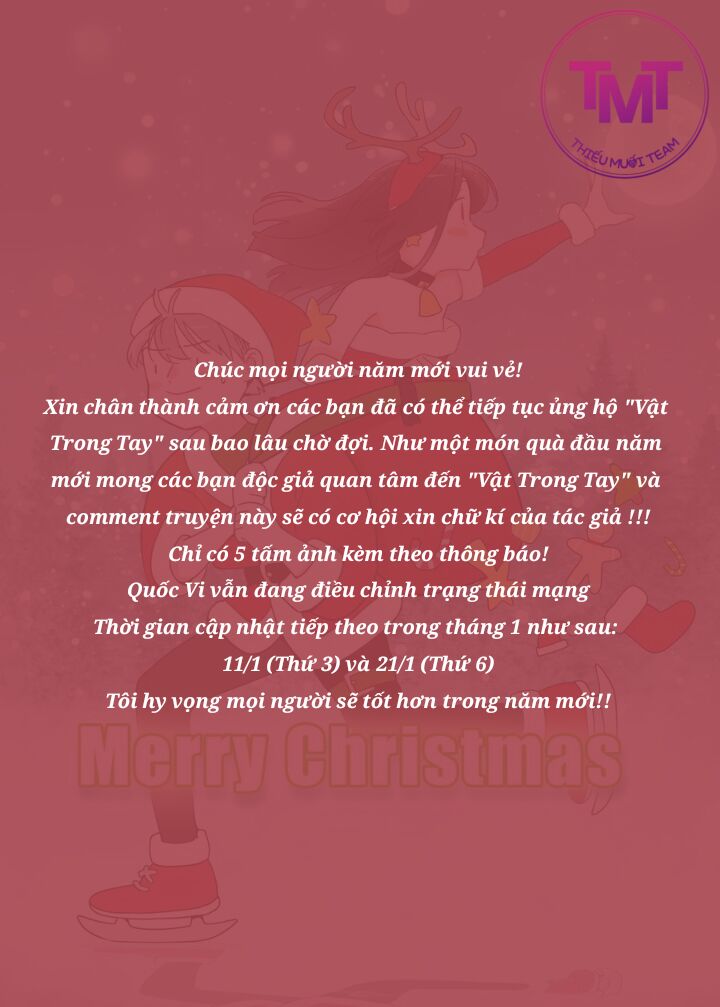 TMT
THIẾU MUỐI TEAM
Chúc mọi người năm mới vui vẻ!
Xin chân thành cảm ơn các bạn đã có thể tiếp tục ủng hộ "Vật
Trong Tay" sau bao lâu chờ đợi. Như một món quà đầu năm
mới mong các bạn độc giả quan tâm đến "Vật Trong Tay" và
comment truyện này sẽ có cơ hội xin chữ kí của tác giả !!!
Chỉ có 5 tấm ảnh kèm theo thông báo!
Quốc Vi vẫn đang điều chỉnh trạng thái mạng
Thời gian cập nhật tiếp theo trong tháng 1 như sau:
11/1 (Thứ 3) và 21/1 (Thứ 6)
Tôi hy vọng mọi người sẽ tốt hơn trong năm mới!!
Merry Christmas